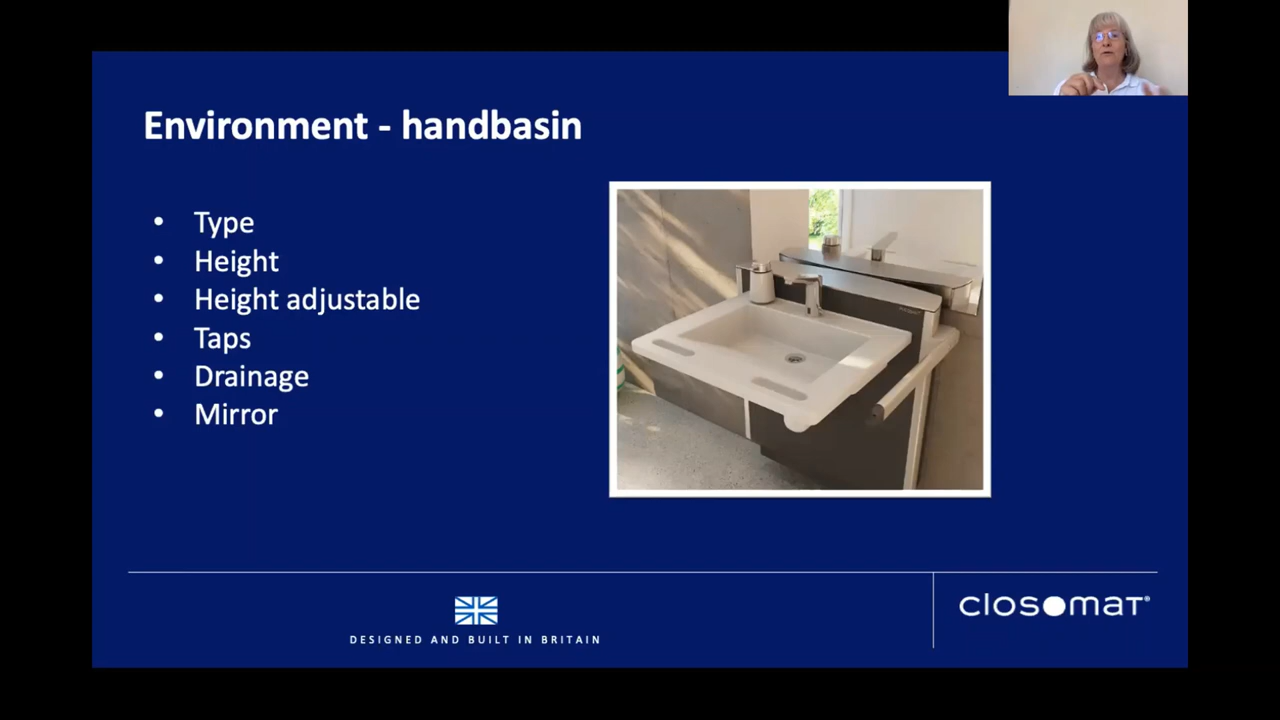 Environment - handbasin
• Type
• Height
• Height adjustable
• Taps
• Drainage
• Mirror
DESIGNED AND BUILT IN BRITAIN
closomat®